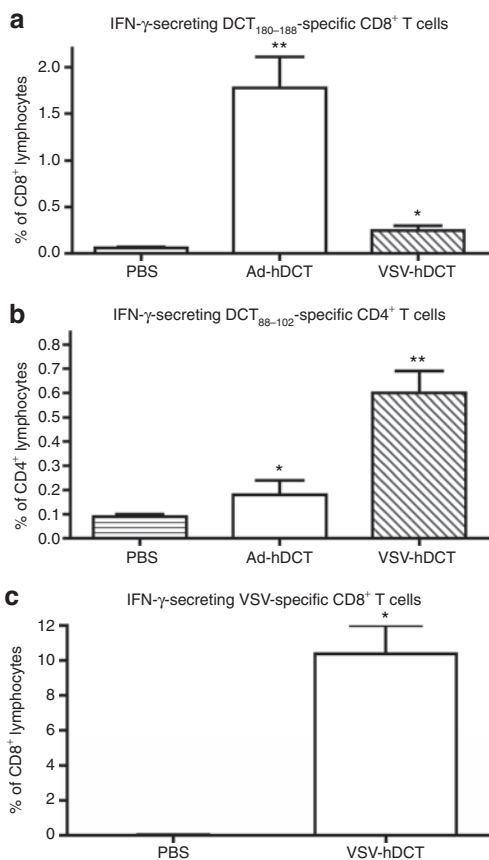 a
IFN-γ-secreting DCT₁₈₀₋₁₈₈-specific CD8⁺ T cells
% of CD8⁺ lymphocytes
2.0
1.5
1.0
0.5
0.0
**
*
PBS
Ad-hDCT
VSV-hDCT
b
IFN-γ-secreting DCT₈₈₋₁₀₂-specific CD4⁺ T cells
% of CD4⁺ lymphocytes
0.8
0.7
0.6
0.5
0.4
0.3
0.2
0.1
0.0
*
**
PBS
Ad-hDCT
VSV-hDCT
c
IFN-γ-secreting VSV-specific CD8⁺ T cells
% of CD8⁺ lymphocytes
12
10
8
6
4
2
0
*
PBS
VSV-hDCT